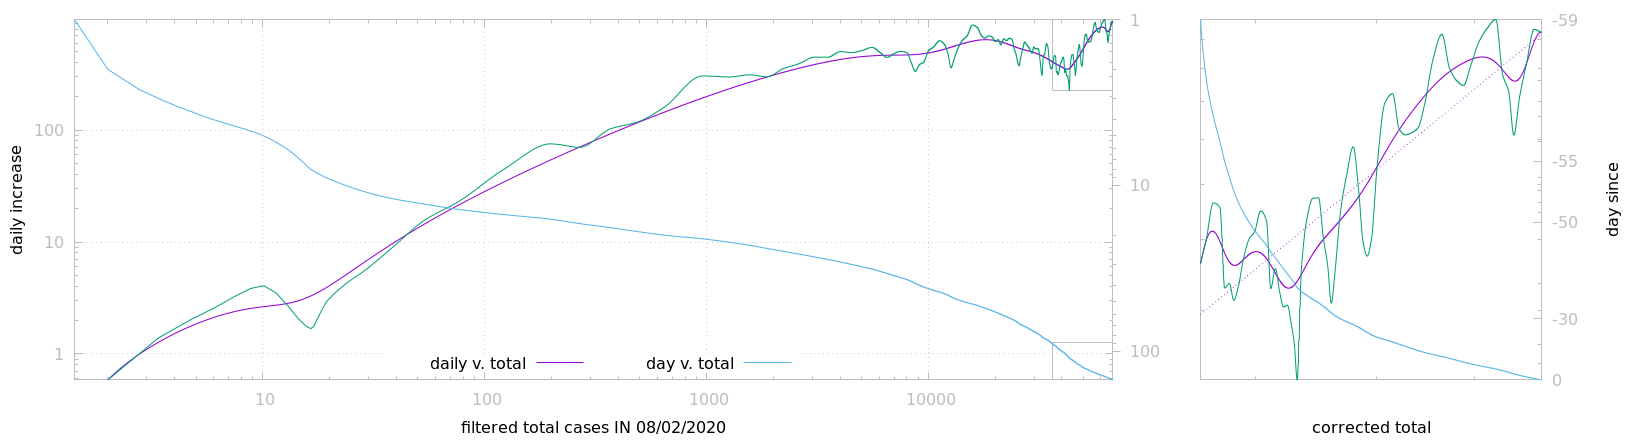 1
-59
100
daily increase
-55
10
day since
-50
10
-30
1
daily v. total
day v. total
100
0
10
100
1000
10000
filtered total cases IN 08/02/2020
corrected total